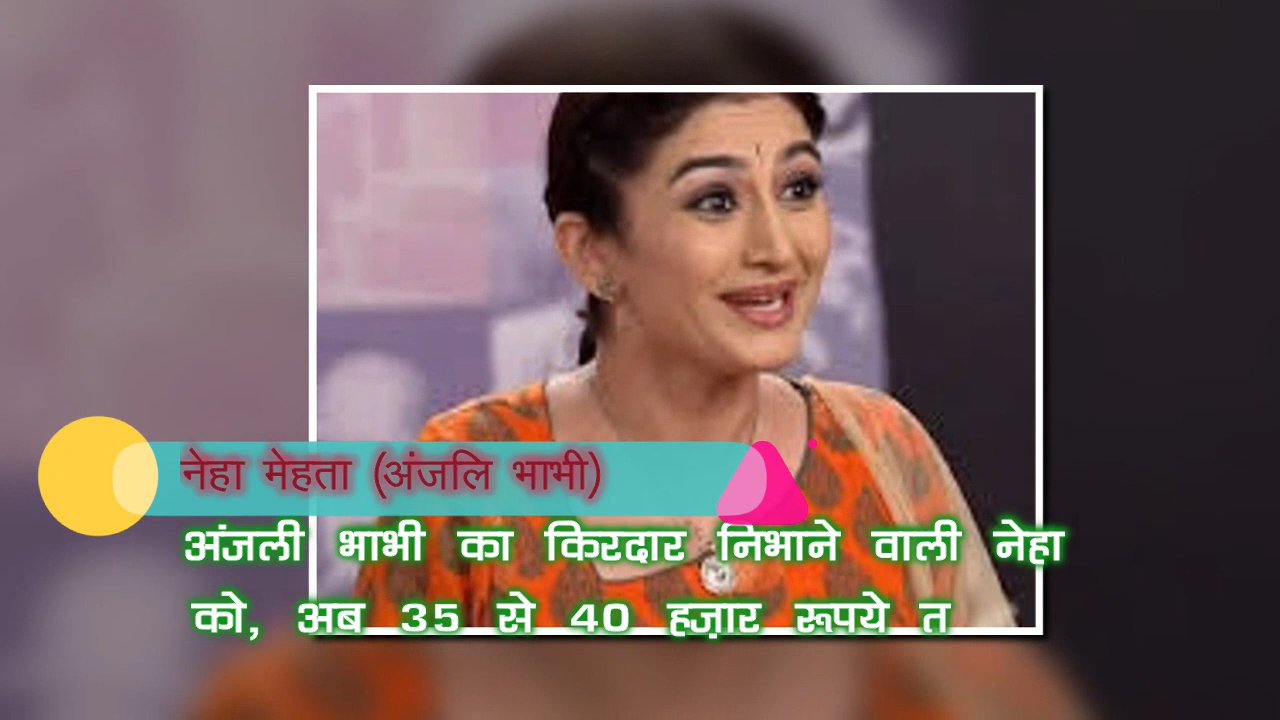 नेहा मेहता (अंजलि भाभी)
अंजली भाभी का किरदार निभाने वाली नेहा
को, अब 35 से 40 हज़ार रूपये त